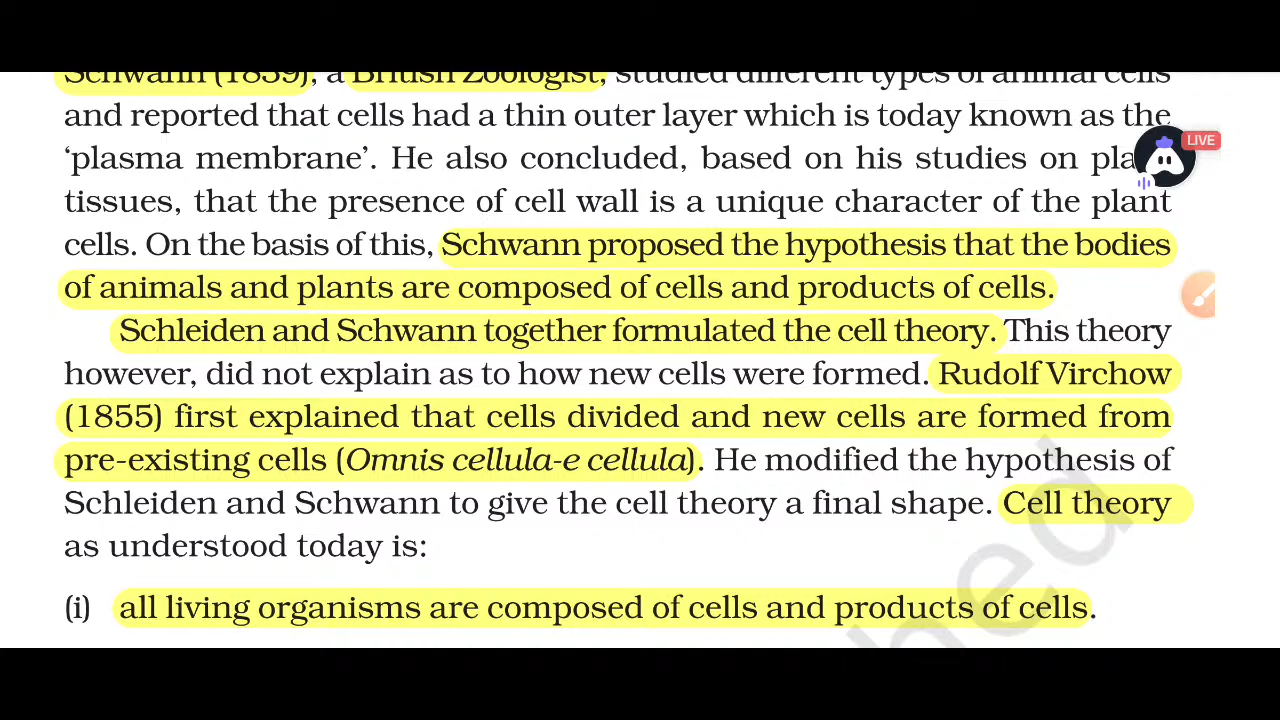 Schwann (1839), a British Zoologist, studied different types of animal cells
and reported that cells had a thin outer layer which is today known as the
‘plasma membrane’. He also concluded, based on his studies on
LIVE
tissues, that the presence of cell wall is a unique character of the plant
cells. On the basis of this, Schwann proposed the hypothesis that the bodies
of animals and plants are composed of cells and products of cells.
Schleiden and Schwann together formulated the cell theory. This theory
however, did not explain as to how new cells were formed. Rudolf Virchow
(1855) first explained that cells divided and new cells are formed from
pre-existing cells (Omnis cellula-e cellula). He modified the hypothesis of
Schleiden and Schwann to give the cell theory a final shape. Cell theory
as understood today is:
(i) all living organisms are composed of cells and products of cells.